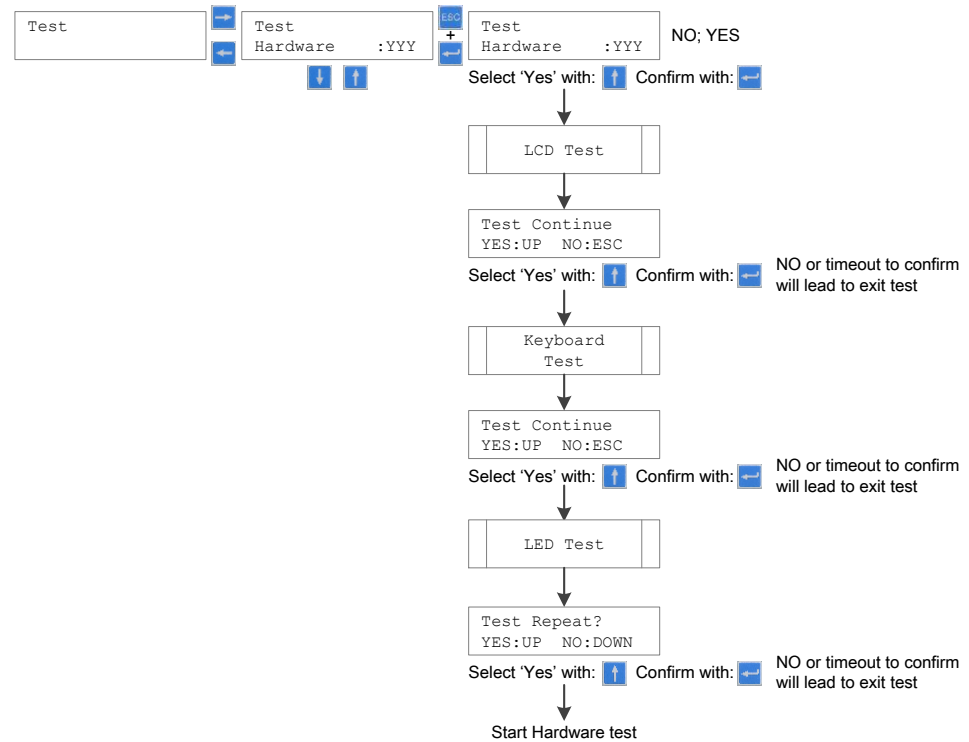 Test
Test
Hardware :YYY
ESC
+
Test
Hardware :YYY
NO; YES
Select ‘Yes’ with: Confirm with:
LCD Test
Test Continue
YES:UP NO:ESC
Select ‘Yes’ with: Confirm with:
NO or timeout to confirm
will lead to exit test
Keyboard
Test
Test Continue
YES:UP NO:ESC
Select ‘Yes’ with: Confirm with:
NO or timeout to confirm
will lead to exit test
LED Test
Test Repeat?
YES:UP NO:DOWN
Select ‘Yes’ with: Confirm with:
NO or timeout to confirm
will lead to exit test
Start Hardware test